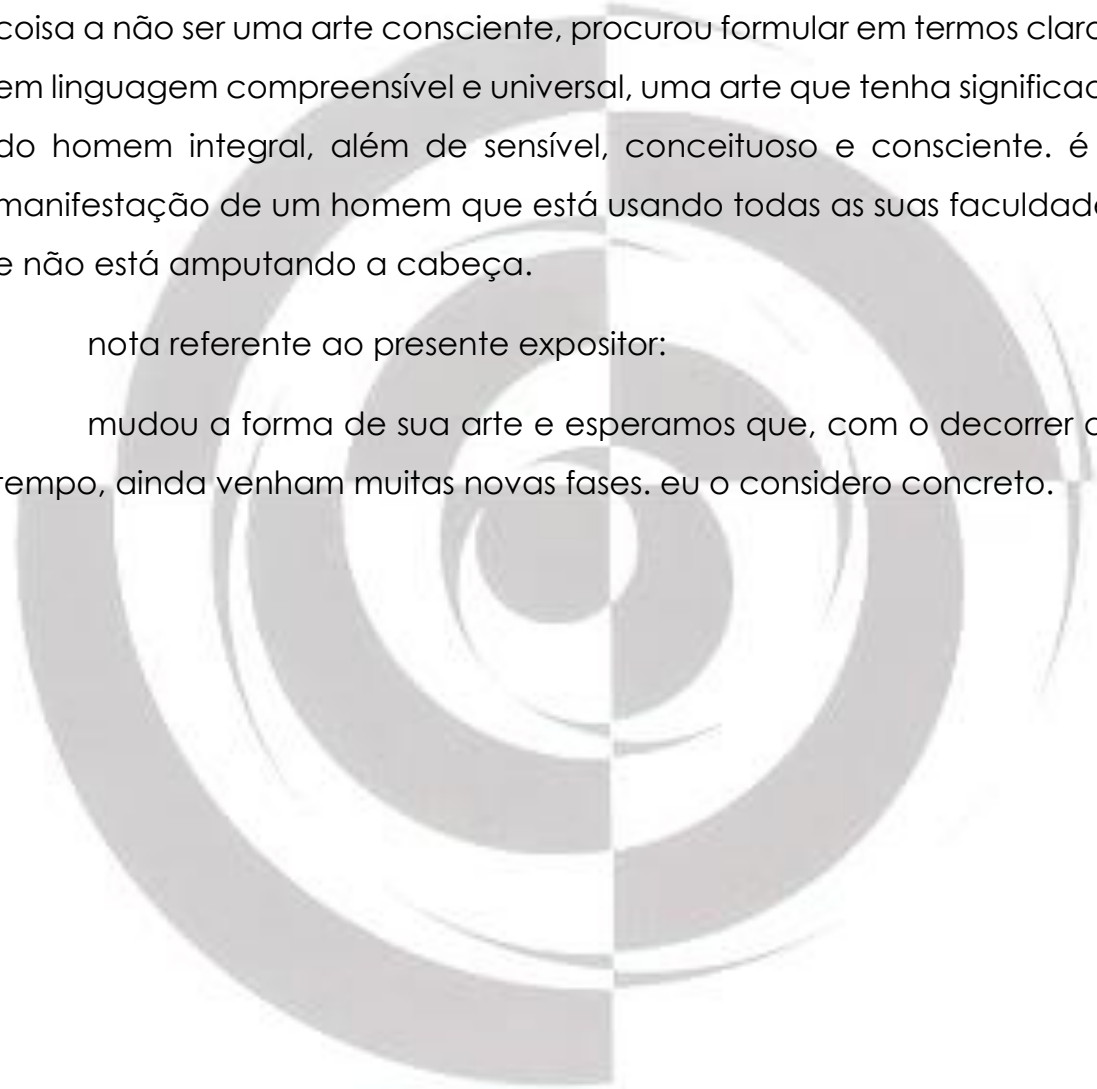 coisa a não ser uma arte consciente, procurou formular em termos clar
em linguagem compreensível e universal, uma arte que tenha significad
do homem integral, além de sensível, conceituoso e consciente. é
manifestação de um homem que está usando todas as suas faculdad
e não está amputando a cabeça.
nota referente ao presente expositor:
mudou a forma de sua arte e esperamos que, com o decorrer
tempo, ainda venham muitas novas fases. eu o considero concreto.